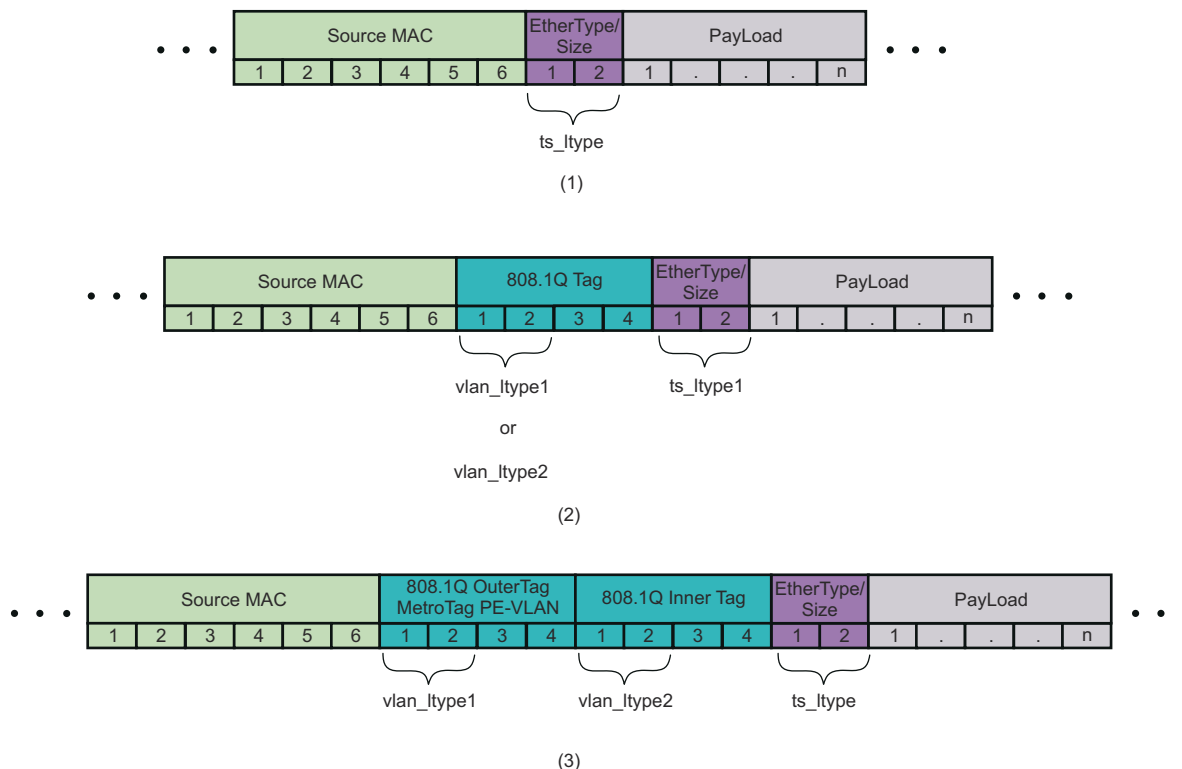 Source MAC EtherType/ Size PayLoad
1 2 3 4 5 6 1 2 1 . . . n
ts_ltype
(1)
Source MAC 808.1Q Tag EtherType/ Size PayLoad
1 2 3 4 5 6 1 2 3 4 1 2 1 . . . n
vlan_ltype1 ts_ltype1
or
vlan_ltype2
(2)
Source MAC 808.1Q OuterTag MetroTag PE-VLAN 808.1Q Inner Tag EtherType/ Size PayLoad
1 2 3 4 5 6 1 2 3 4 1 2 3 4 1 2 1 . . . n
vlan_ltype1 vlan_ltype2 ts_ltype
(3)